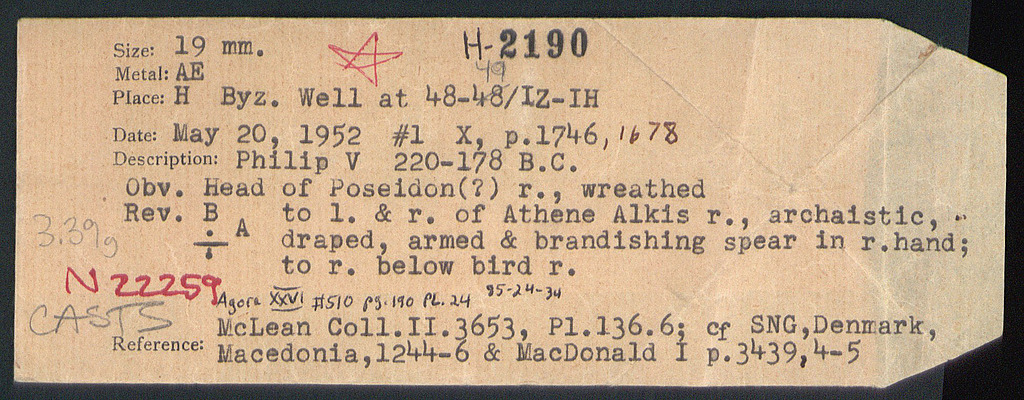 Size: 19 mm. H-2190
Metal: AE 49
Place: H Byz. Well at 48-48/IZ-IH
Date: May 20, 1952 #1 X, p.1746, 1678
Description: Philip V 220-178 B.C.
Obv. Head of Poseidon(?) r., wreathed
Rev. B A to l. & r. of Athene Alkis r., archaistic,
draped, armed & brandishing spear in r.hand;
to r. below bird r.
3.39g
N22259
Agora XXVI #510 pg.190 PL.24 95-24-34
CASTS
McLean Coll.II.3653, Pl.136.6; cf SNG,Denmark,
Reference: Macedonia,1244-6 & MacDonald I p.3439,4-5